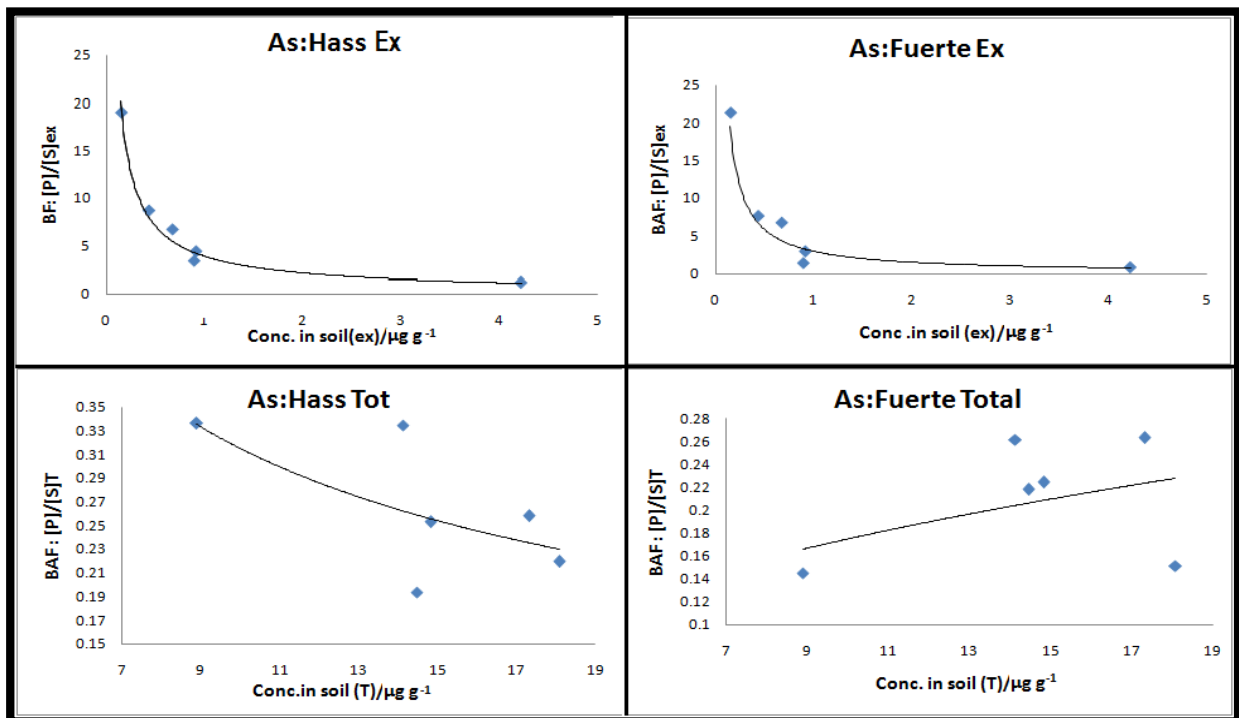 As:Hass Ex
25
20
15
10
5
0
BF: [P]/[S]ex
0 1 2 3 4 5
Conc. in soil(ex)/µg g⁻¹
As:Fuerte Ex
25
20
15
10
5
0
BAF: [P]/[S]ex
0 1 2 3 4 5
Conc .in soil (ex)/µg g⁻¹
As:Hass Tot
0.35
0.33
0.31
0.29
0.27
0.25
0.23
0.21
0.19
0.17
0.15
BAF : [P]/[S]T
7 9 11 13 15 17 19
Conc.in soil (T)/µg g⁻¹
As:Fuerte Total
0.28
0.26
0.24
0.22
0.2
0.18
0.16
0.14
0.12
0.1
BAF: [P]/[S]T
7 9 11 13 15 17 19
Conc.in soil (T)/µg g⁻¹